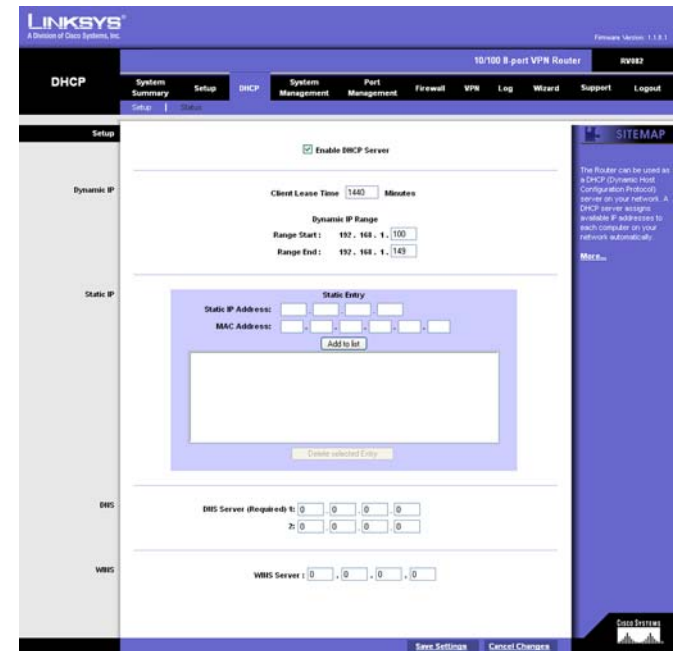 LINKSYS®
A Division of Cisco Systems, Inc.
Firmware Version: 1.1.8.1
10/100 8-port VPN Router
RV082
DHCP
System Summary
Setup
DHCP
System Management
Port Management
Firewall
VPN
Log
Wizard
Support
Logout
Setup | Status
Setup
SITEMAP
Enable DHCP Server
The Router can be used as
a DHCP (Dynamic Host
Configuration Protocol)
server on your network. A
DHCP server assigns
available IP addresses to
each computer on your
network automatically.
More...
Dynamic IP
Client Lease Time 1440 Minutes
Dynamic IP Range
Range Start : 192 . 168 . 1 . 100
Range End : 192 . 168 . 1 . 149
Static IP
Static Entry
Static IP Address:
MAC Address:
Add to list
Delete selected Entry
DNS
DNS Server (Required) 1: 0 . 0 . 0 . 0
2: 0 . 0 . 0 . 0
WINS
WINS Server : 0 . 0 . 0 . 0
Save Settings
Cancel Changes
CISCO SYSTEMS